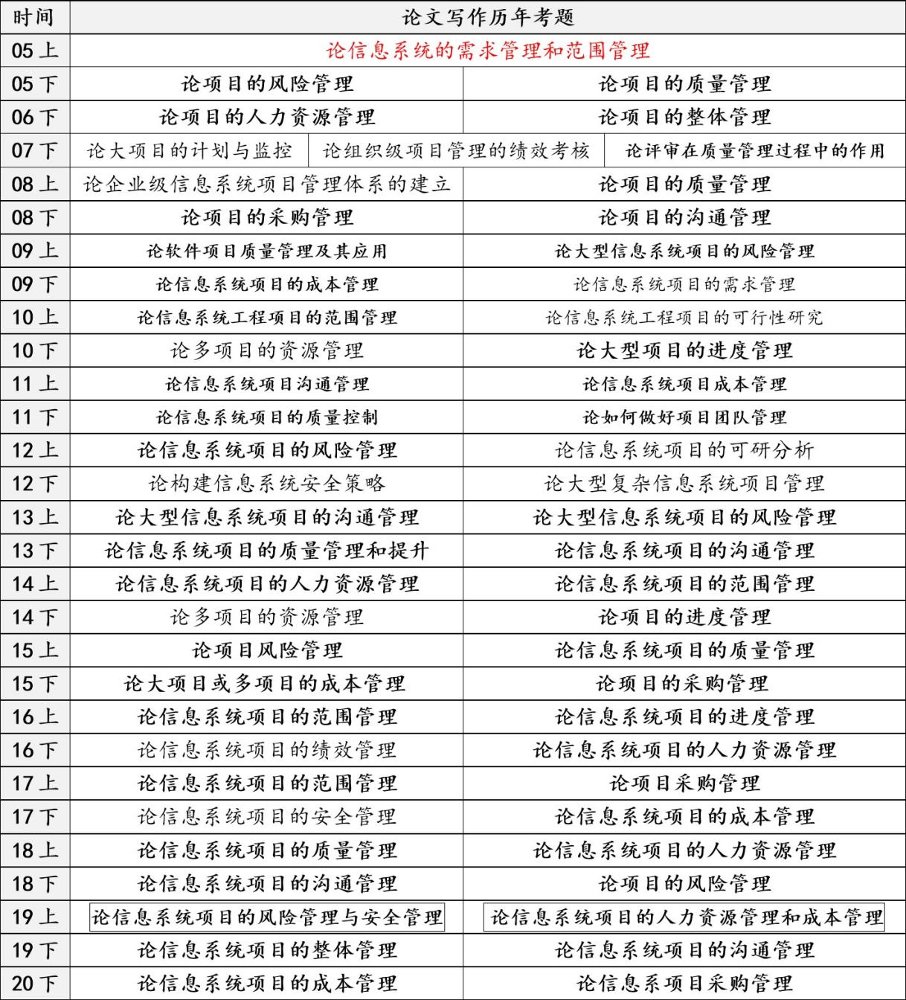 时间 论文写作历年考题
05上 论信息系统的需求管理和范围管理
05下 论项目的风险管理 论项目的质量管理
06下 论项目的人力资源管理 论项目的整体管理
07下 论大项目的计划与监控 论组织级项目管理的绩效考核 论评审在质量管理过程中的作用
08上 论企业级信息系统项目管理体系的建立 论项目的质量管理
08下 论项目的采购管理 论项目的沟通管理
09上 论软件项目质量管理及其应用 论大型信息系统项目的风险管理
09下 论信息系统项目的成本管理 论信息系统项目的需求管理
10上 论信息系统工程项目的范围管理 论信息系统工程项目的可行性研究
10下 论多项目的资源管理 论大型项目的进度管理
11上 论信息系统项目沟通管理 论信息系统项目成本管理
11下 论信息系统项目的质量控制 论如何做好项目团队管理
12上 论信息系统项目的风险管理 论信息系统项目的可研分析
12下 论构建信息系统安全策略 论大型复杂信息系统项目管理
13上 论大型信息系统项目的沟通管理 论大型信息系统项目的风险管理
13下 论信息系统项目的质量管理和提升 论信息系统项目的沟通管理
14上 论信息系统项目的人力资源管理 论信息系统项目的范围管理
14下 论多项目的资源管理 论项目的进度管理
15上 论项目风险管理 论信息系统项目的质量管理
15下 论大项目或多项目的成本管理 论项目的采购管理
16上 论信息系统项目的范围管理 论信息系统项目的进度管理
16下 论信息系统项目的绩效管理 论信息系统项目的人力资源管理
17上 论信息系统项目的范围管理 论项目采购管理
17下 论信息系统项目的安全管理 论信息系统项目的成本管理
18上 论信息系统项目的质量管理 论信息系统项目的人力资源管理
18下 论信息系统项目的沟通管理 论项目的风险管理
19上 论信息系统项目的风险管理与安全管理 论信息系统项目的人力资源管理和成本管理
19下 论信息系统项目的整体管理 论信息系统项目的沟通管理
20下 论信息系统项目的成本管理 论信息系项目采购管理